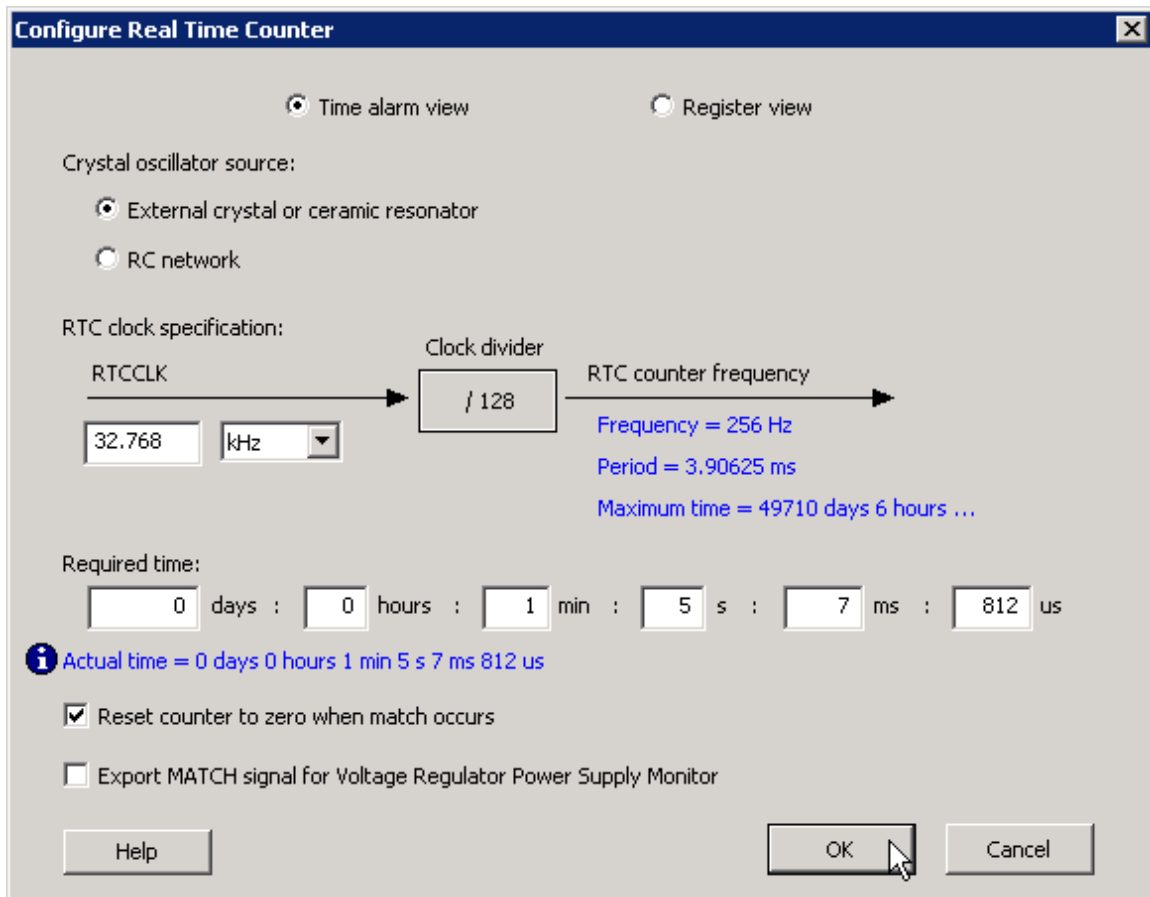 Configure Real Time Counter
Time alarm view Register view
Crystal oscillator source:
External crystal or ceramic resonator
RC network
RTC clock specification:
Clock divider
RTCCLK / 128 RTC counter frequency
32.768 kHz
Frequency = 256 Hz
Period = 3.90625 ms
Maximum time = 49710 days 6 hours ...
Required time:
0 days : 0 hours : 1 min : 5 s : 7 ms : 812 us
Actual time = 0 days 0 hours 1 min 5 s 7 ms 812 us
Reset counter to zero when match occurs
Export MATCH signal for Voltage Regulator Power Supply Monitor
Help OK Cancel